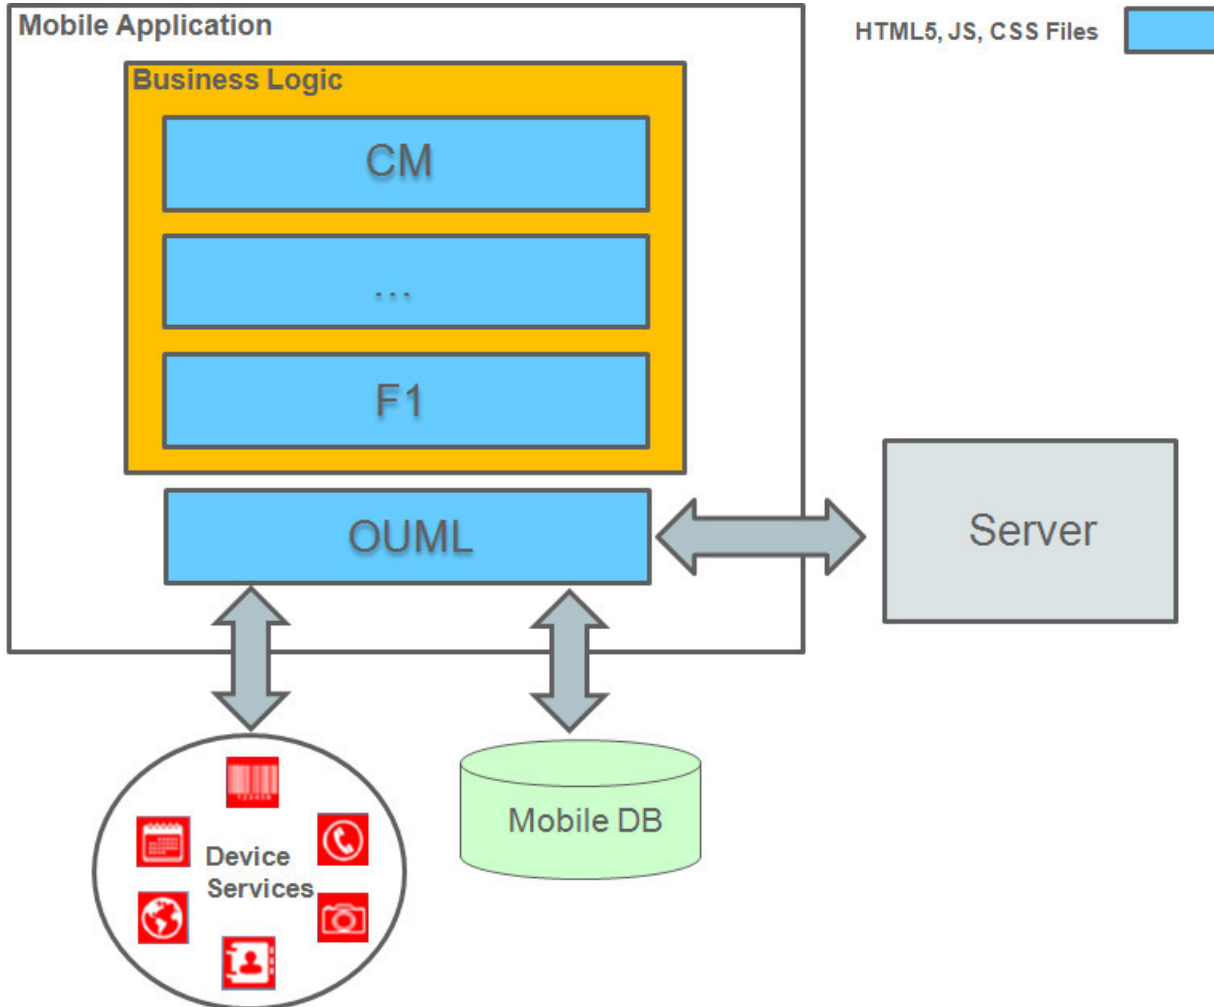 Mobile Application
HTML5, JS, CSS Files
Business Logic
CM
...
F1
OUML
Server
Mobile DB
Device
Services